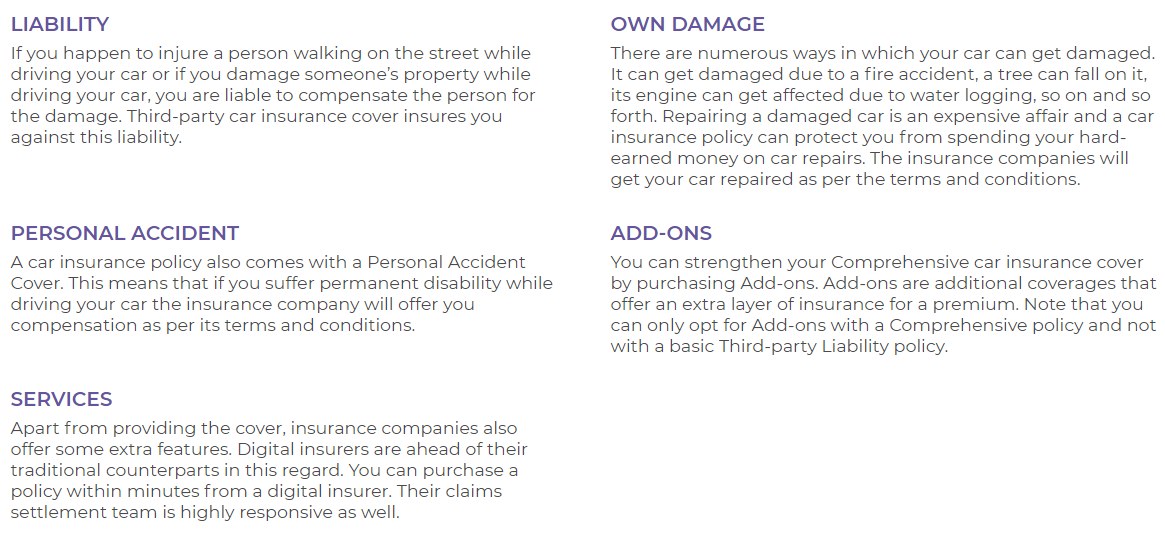 LIABILITY
If you happen to injure a person walking on the street while
driving your car or if you damage someone’s property while
driving your car, you are liable to compensate the person for
the damage. Third-party car insurance cover insures you
against this liability.
OWN DAMAGE
There are numerous ways in which your car can get damaged.
It can get damaged due to a fire accident, a tree can fall on it,
its engine can get affected due to water logging, so on and so
forth. Repairing a damaged car is an expensive affair and a car
insurance policy can protect you from spending your hard-
earned money on car repairs. The insurance companies will
get your car repaired as per the terms and conditions.
PERSONAL ACCIDENT
A car insurance policy also comes with a Personal Accident
Cover. This means that if you suffer permanent disability while
driving your car the insurance company will offer you
compensation as per its terms and conditions.
ADD-ONS
You can strengthen your Comprehensive car insurance cover
by purchasing Add-ons. Add-ons are additional coverages that
offer an extra layer of insurance for a premium. Note that you
can only opt for Add-ons with a Comprehensive policy and not
with a basic Third-party Liability policy.
SERVICES
Apart from providing the cover, insurance companies also
offer some extra features. Digital insurers are ahead of their
traditional counterparts in this regard. You can purchase a
policy within minutes from a digital insurer. Their claims
settlement team is highly responsive as well.